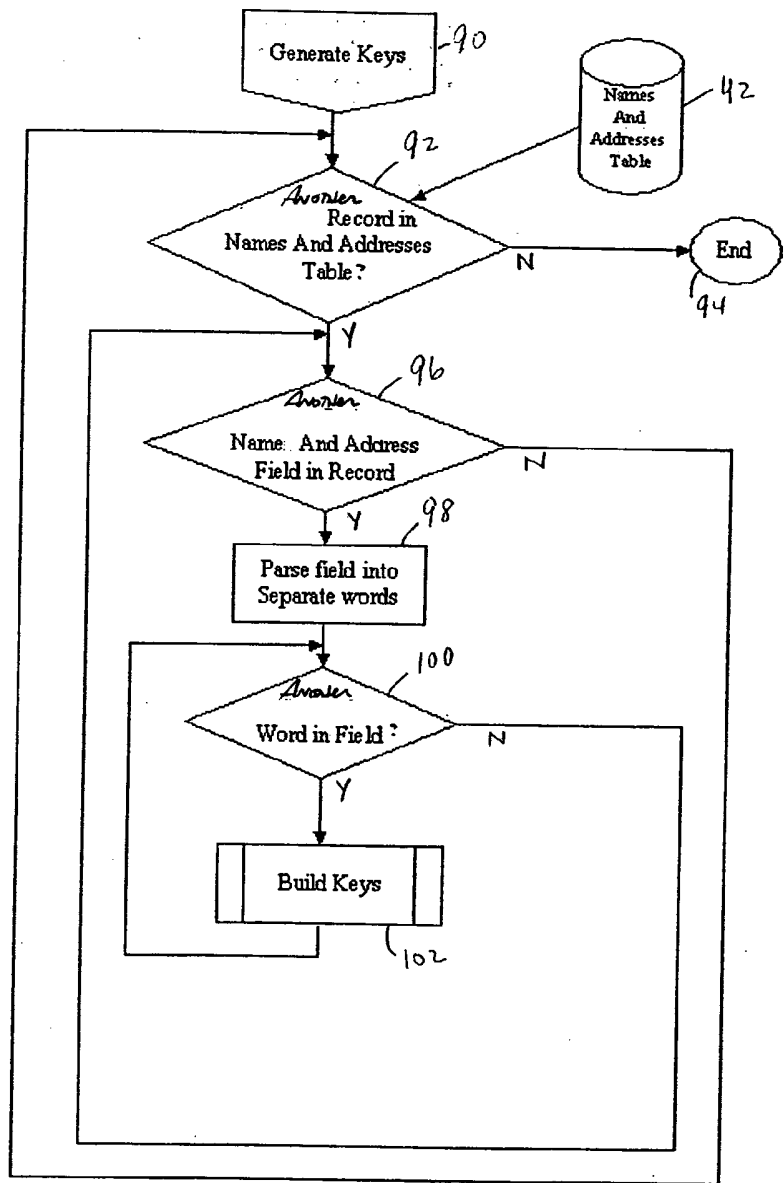 Generate Keys
90
Names
And
Addresses
Table
42
92
Another
Record in
Names And Addresses
Table?
N
End
94
Y
96
Another
Name And Address
Field in Record
N
Y
98
Parse field into
Separate words
100
Another
Word in Field?
N
Y
Build Keys
102